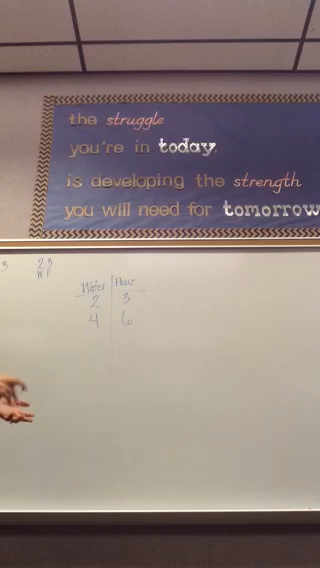 the struggle
you're in today
is developing the strength
you will need for tomorrow
3
2 3
W F
Water Flour
2 3
4 6